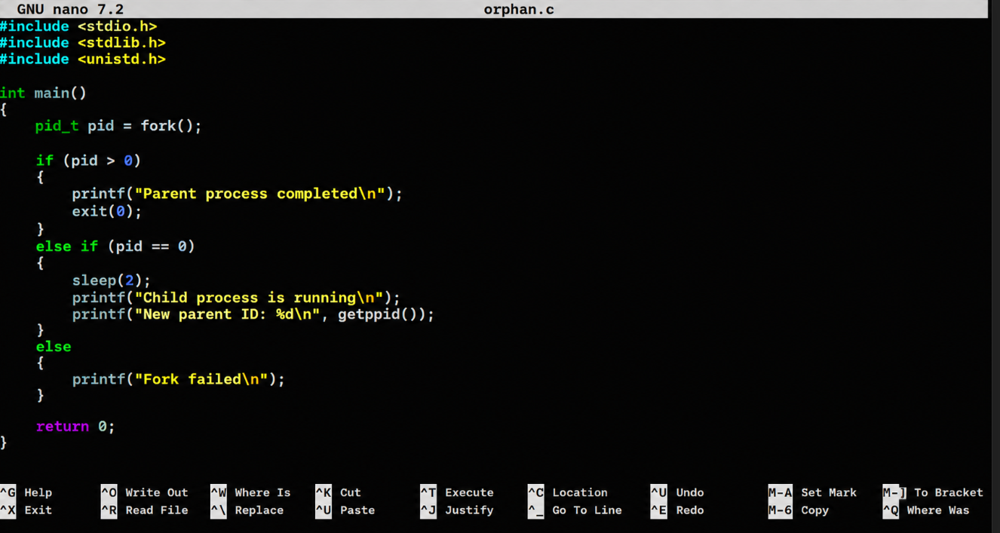 GNU nano 7.2 orphan.c
#include <stdio.h>
#include <stdlib.h>
#include <unistd.h>

int main()
{
    pid_t pid = fork();

    if (pid > 0)
    {
        printf("Parent process completed\n");
        exit(0);
    }
    else if (pid == 0)
    {
        sleep(2);
        printf("Child process is running\n");
        printf("New parent ID: %d\n", getppid());
    }
    else
    {
        printf("Fork failed\n");
    }

    return 0;
}

^G Help ^O Write Out ^W Where Is ^K Cut ^T Execute ^C Location ^U Undo M-A Set Mark M-] To Bracket
^X Exit ^R Read File ^\ Replace ^U Paste ^J Justify ^_ Go To Line ^E Redo M-6 Copy ^Q Where Was